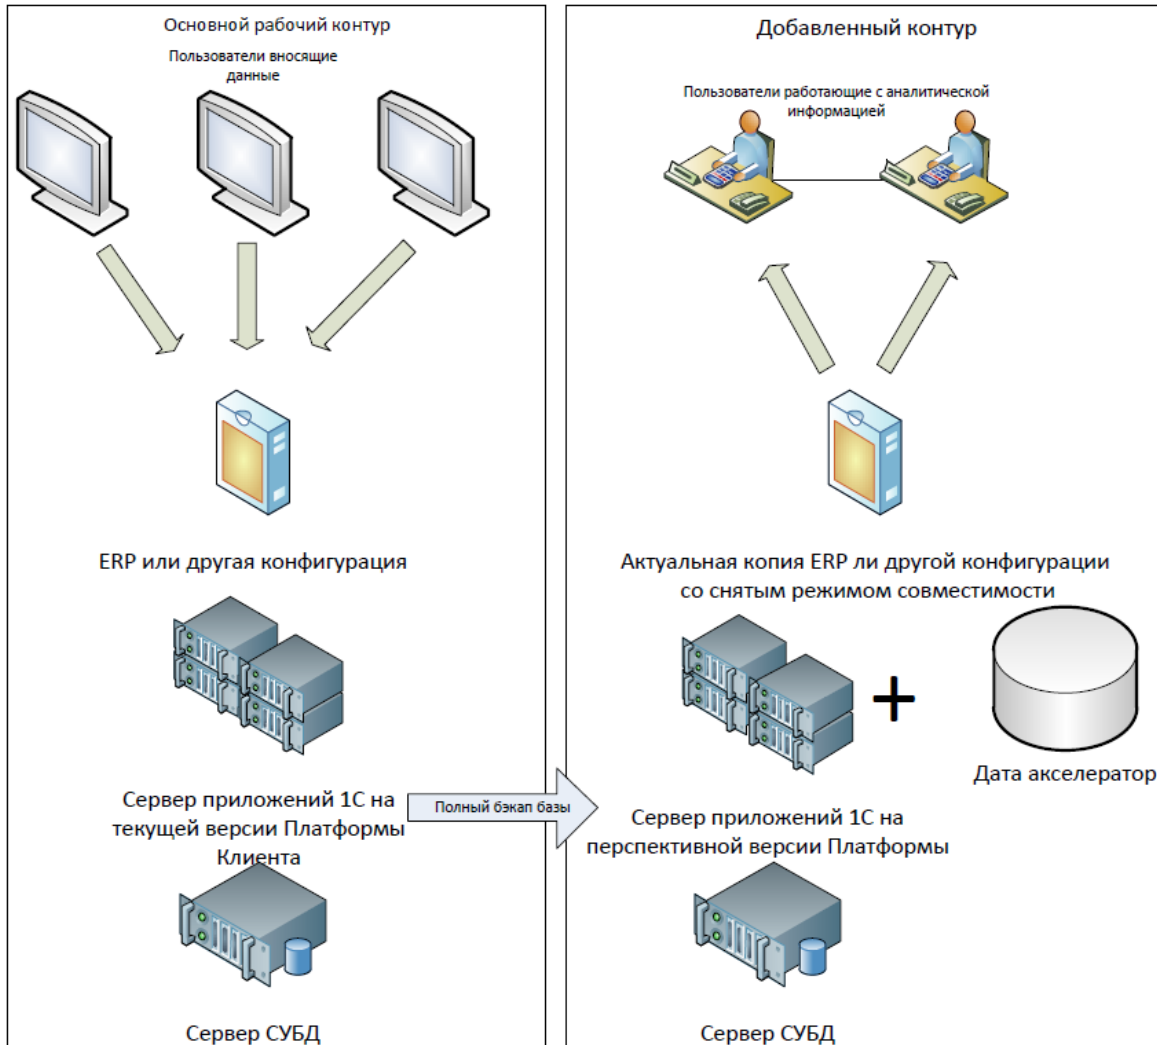 Основной рабочий контур
Пользователи вносящие
данные
ERP или другая конфигурация
Сервер приложений 1С на
текущей версии Платформы
Клиента
Сервер СУБД
Полный бэкап базы
Добавленный контур
Пользователи работающие с аналитической
информацией
Актуальная копия ERP ли другой конфигурации
со снятым режимом совместимости
+
Дата акселератор
Сервер приложений 1С на
перспективной версии Платформы
Сервер СУБД